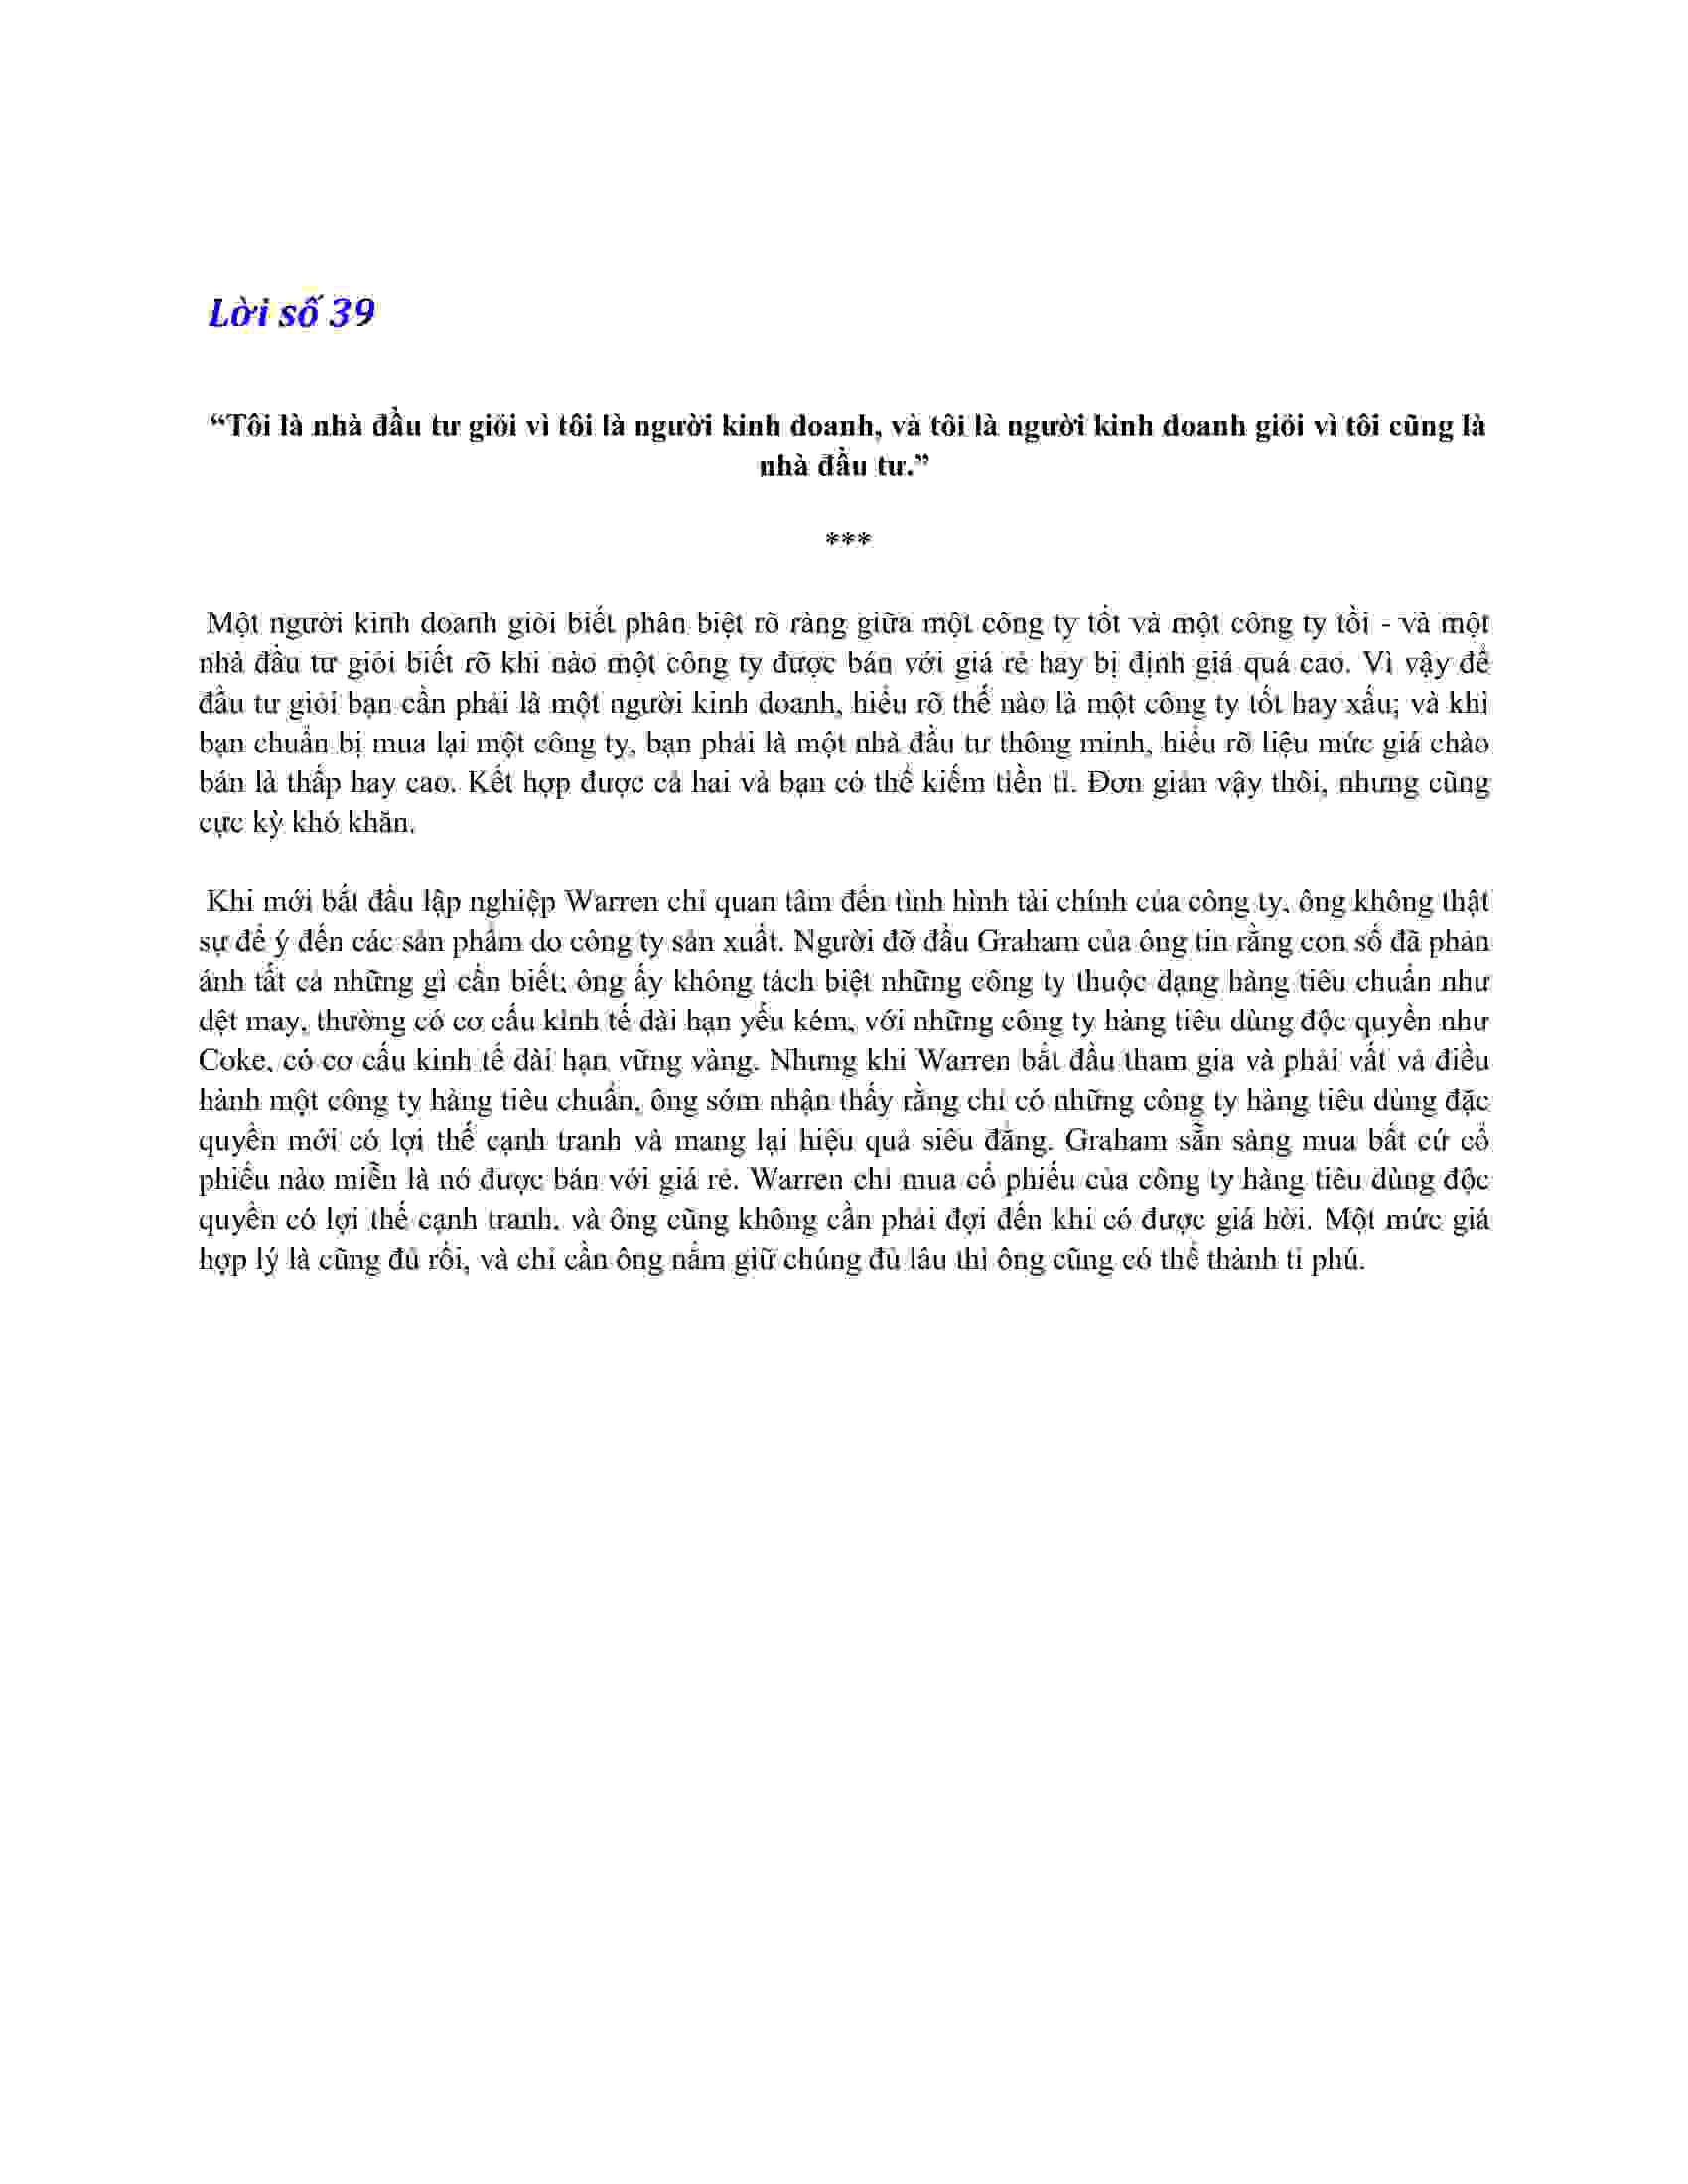 Lời số 39
“Tôi là nhà đầu tư giỏi vì tôi là người kinh doanh, và tôi là người kinh doanh giỏi vì tôi cũng là
nhà đầu tư.”
***
Một người kinh doanh giỏi biết phân biệt rõ ràng giữa một công ty tốt và một công ty tồi - và một
nhà đầu tư giỏi biết rõ khi nào một công ty được bán với giá rẻ hay bị định giá quá cao. Vì vậy để
đầu tư giỏi bạn cần phải là một người kinh doanh, hiểu rõ thế nào là một công ty tốt hay xấu; và khi
bạn chuẩn bị mua lại một công ty, bạn phải là một nhà đầu tư thông minh, hiểu rõ liệu mức giá chào
bán là thấp hay cao. Kết hợp được cả hai và bạn có thể kiếm tiền tỉ. Đơn giản vậy thôi, nhưng cũng
cực kỳ khó khăn.
Khi mới bắt đầu lập nghiệp Warren chỉ quan tâm đến tình hình tài chính của công ty, ông không thật
sự để ý đến các sản phẩm do công ty sản xuất. Người đỡ đầu Graham của ông tin rằng con số đã phản
ánh tất cả những gì cần biết; ông ấy không tách biệt những công ty thuộc dạng hàng tiêu chuẩn như
dệt may, thường có cơ cấu kinh tế dài hạn yếu kém, với những công ty hàng tiêu dùng độc quyền như
Coke, có cơ cấu kinh tế dài hạn vững vàng. Nhưng khi Warren bắt đầu tham gia và phải vất vả điều
hành một công ty hàng tiêu chuẩn, ông sớm nhận thấy rằng chỉ có những công ty hàng tiêu dùng đặc
quyền mới có lợi thế cạnh tranh và mang lại hiệu quả siêu đẳng. Graham sẵn sàng mua bất cứ cổ
phiếu nào miễn là nó được bán với giá rẻ. Warren chỉ mua cổ phiếu của công ty hàng tiêu dùng độc
quyền có lợi thế cạnh tranh, và ông cũng không cần phải đợi đến khi có được giá hời. Một mức giá
hợp lý là cũng đủ rồi, và chỉ cần ông nắm giữ chúng đủ lâu thì ông cũng có thể thành tỉ phú.